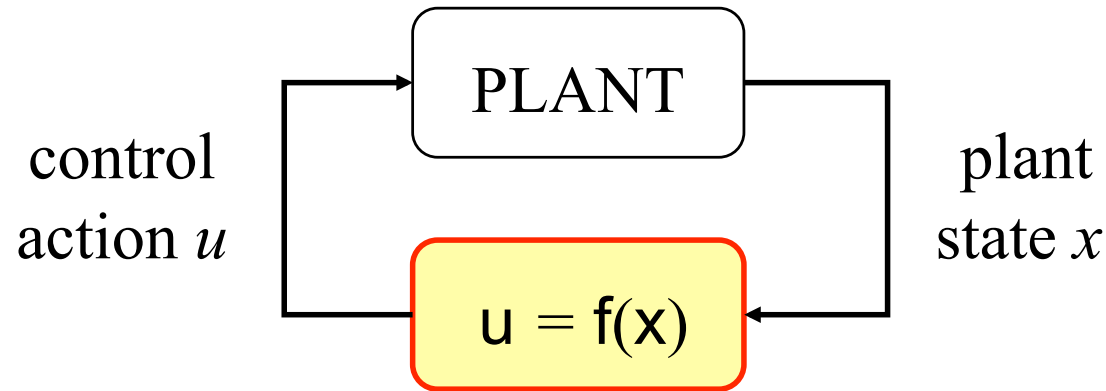 PLANT
control
action u
plant
state x
u = f(x)